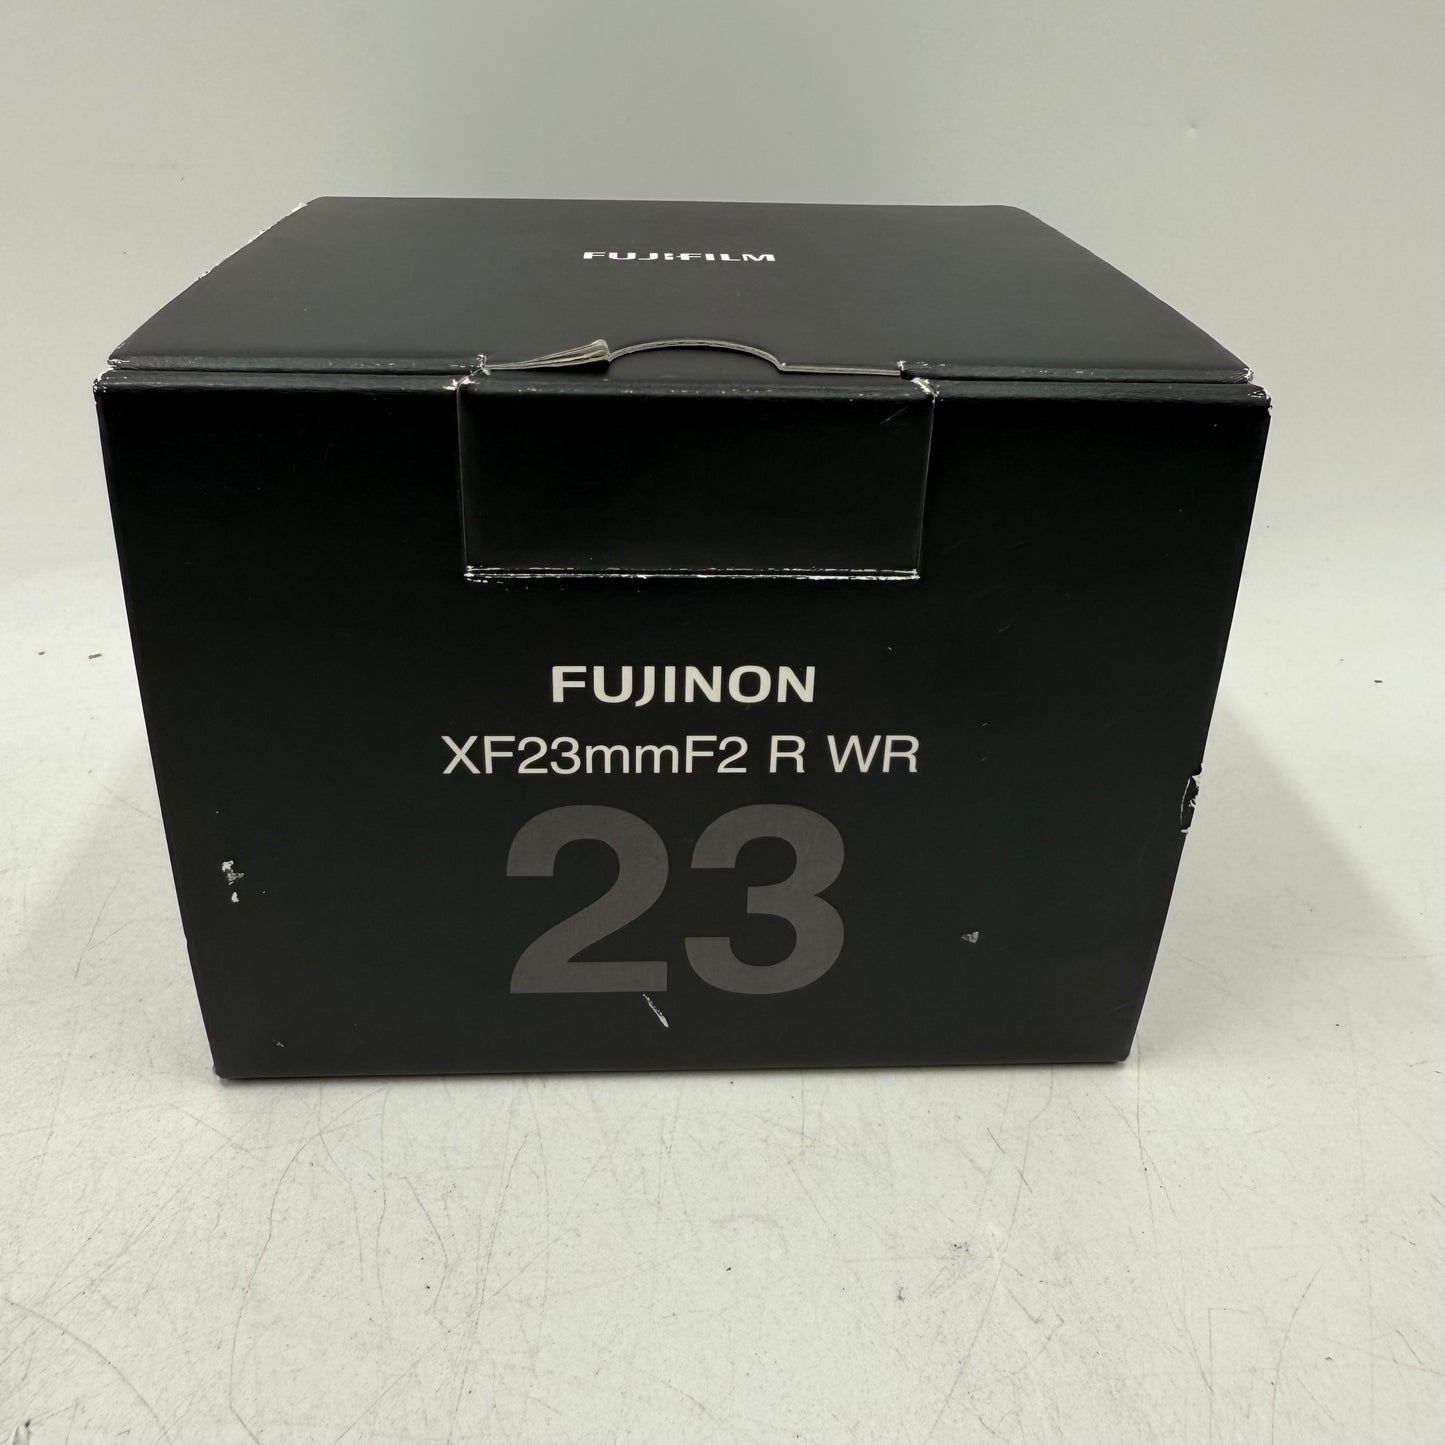 FUJIFILM
FUJINON
XF23mmF2 R WR
23